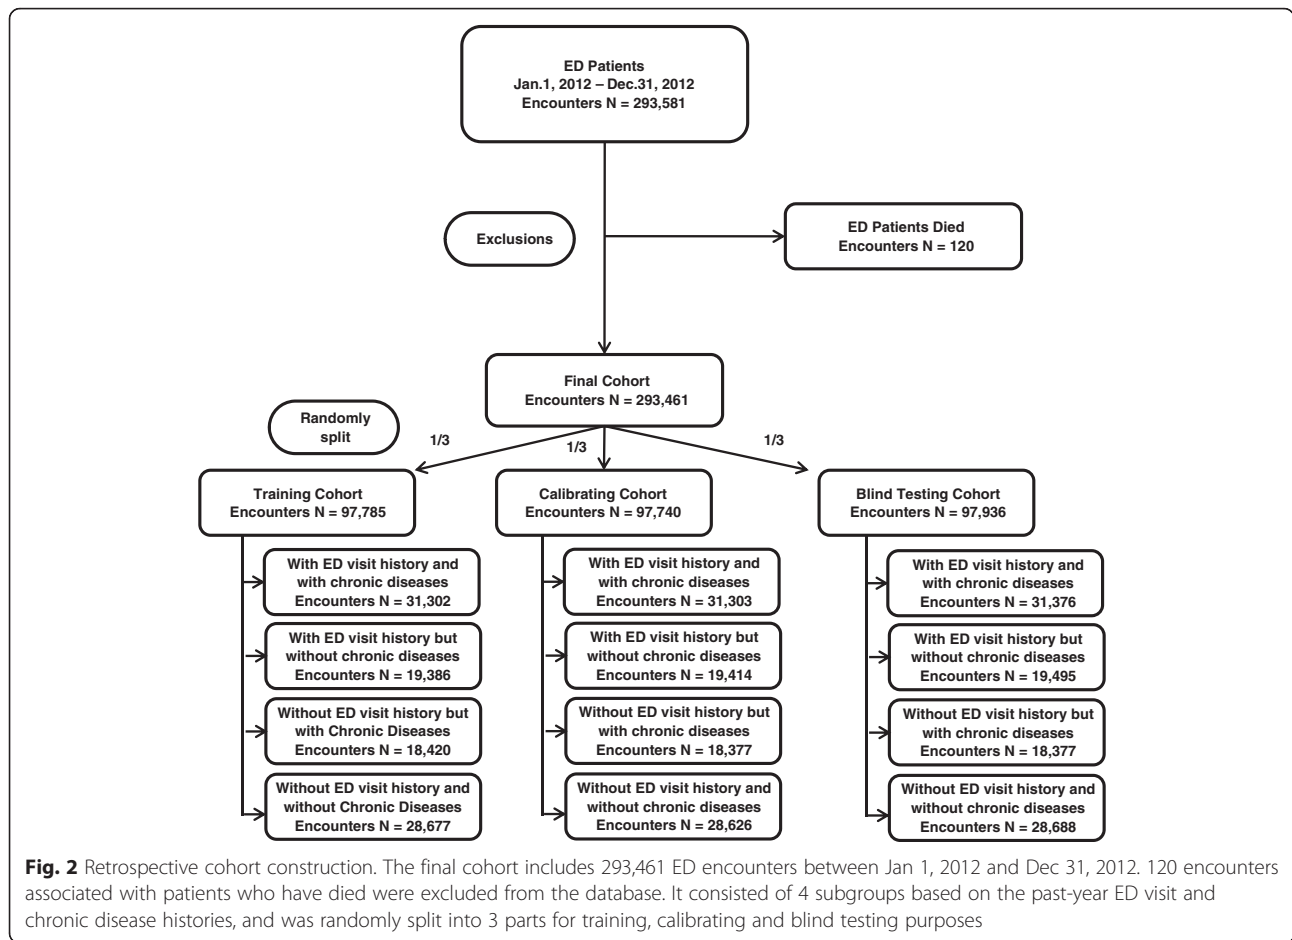 ED Patients
Jan.1, 2012 – Dec.31, 2012
Encounters N = 293,581
Exclusions
ED Patients Died
Encounters N = 120
Final Cohort
Encounters N = 293,461
Randomly
split
1/3
1/3
1/3
Training Cohort
Encounters N = 97,785
With ED visit history and
with chronic diseases
Encounters N = 31,302
With ED visit history but
without chronic diseases
Encounters N = 19,386
Without ED visit history but
with Chronic Diseases
Encounters N = 18,420
Without ED visit history and
without Chronic Diseases
Encounters N = 28,677
Calibrating Cohort
Encounters N = 97,740
With ED visit history and
with chronic diseases
Encounters N = 31,303
With ED visit history but
without chronic diseases
Encounters N = 19,414
Without ED visit history but
with chronic diseases
Encounters N = 18,377
Without ED visit history and
without chronic diseases
Encounters N = 28,626
Blind Testing Cohort
Encounters N = 97,936
With ED visit history and
with chronic diseases
Encounters N = 31,376
With ED visit history but
without chronic diseases
Encounters N = 19,495
Without ED visit history but
with chronic diseases
Encounters N = 18,377
Without ED visit history and
without chronic diseases
Encounters N = 28,688
Fig. 2 Retrospective cohort construction. The final cohort includes 293,461 ED encounters between Jan 1, 2012 and Dec 31, 2012. 120 encounters
associated with patients who have died were excluded from the database. It consisted of 4 subgroups based on the past-year ED visit and
chronic disease histories, and was randomly split into 3 parts for training, calibrating and blind testing purposes